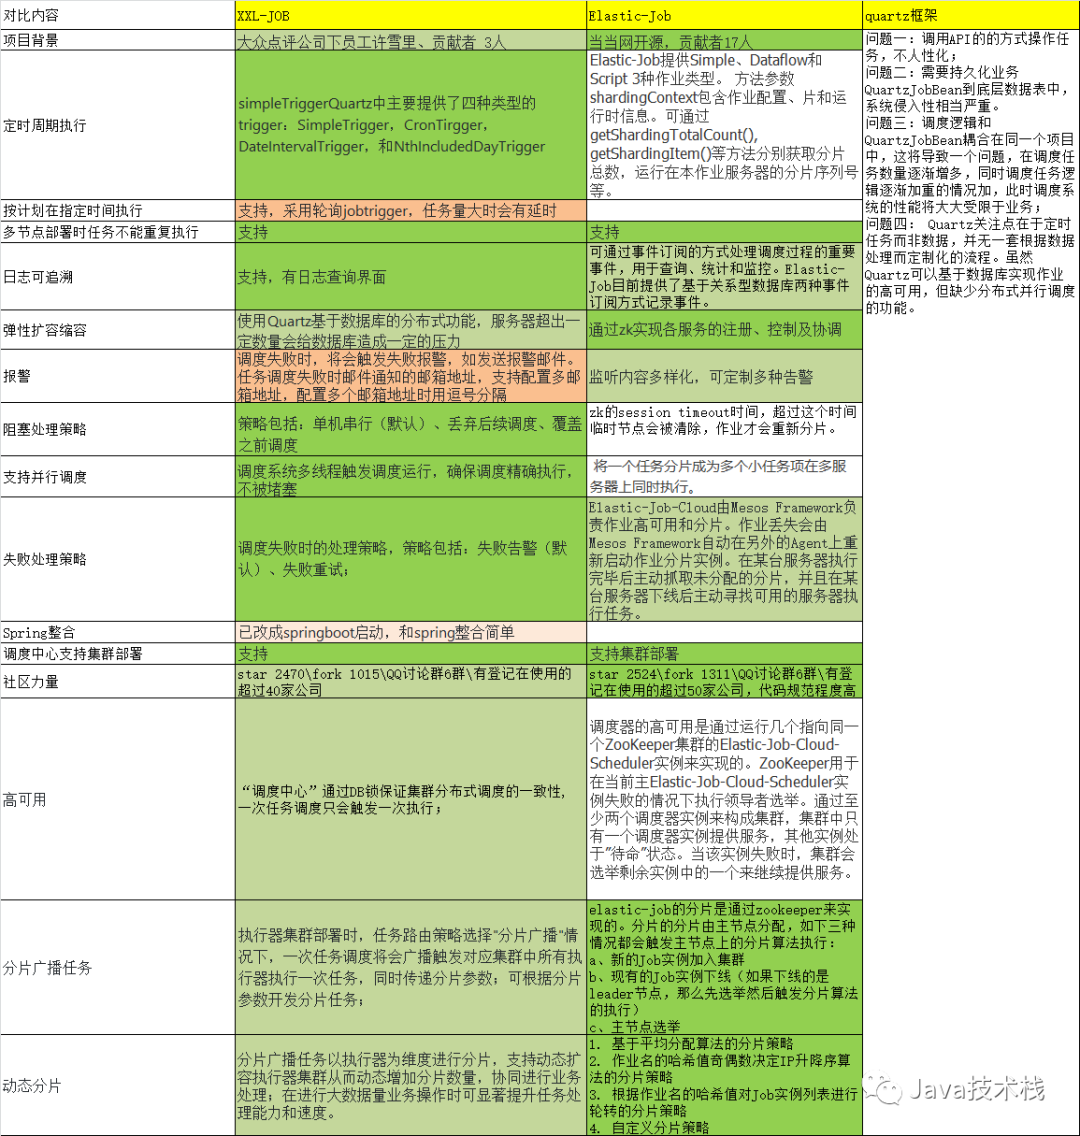 对比内容
XXL-JOB
Elastic-Job
quartz框架
项目背景
大众点评公司下员工许雪里、贡献者 3人
当当网开源，贡献者17人
问题一：调用API的的方式操作任
务，不人性化；
问题二：需要持久化业务
QuartzJobBean到底层数据表中，
系统侵入性相当严重。
问题三：调度逻辑和
QuartzJobBean耦合在同一个项目
中，这将导致一个问题，在调度任
务数量逐渐增多，同时调度任务逻
辑逐渐加重的情况加，此时调度系
统的性能将大大受限于业务；
问题四： Quartz关注点在于定时
任务而非数据，并无一套根据数据
处理而定制化的流程。虽然
Quartz可以基于数据库实现作业
的高可用，但缺少分布式并行调度
的功能。
定时周期执行
simpleTriggerQuartz中主要提供了四种类型的
trigger：SimpleTrigger，CronTirgger，
DateIntervalTrigger，和NthIncludedDayTrigger
Elastic-Job提供Simple、Dataflow和
Script 3种作业类型。 方法参数
shardingContext包含作业配置、片和运
行时信息。可通过
getShardingTotalCount(),
getShardingItem()等方法分别获取分片
总数，运行在本作业服务器的分片序列号
等。
按计划在指定时间执行
支持，采用轮询jobtrigger，任务量大时会有延时
多节点部署时任务不能重复执行
支持
支持
日志可追溯
支持，有日志查询界面
可通过事件订阅的方式处理调度过程的重要
事件，用于查询、统计和监控。Elastic-
Job目前提供了基于关系型数据库两种事件
订阅方式记录事件。
弹性扩容缩容
使用Quartz基于数据库的分布式功能，服务器超出一
定数量会给数据库造成一定的压力
通过zk实现各服务的注册、控制及协调
报警
调度失败时，将会触发失败报警，如发送报警邮件。
任务调度失败时邮件通知的邮箱地址，支持配置多邮
箱地址，配置多个邮箱地址时用逗号分隔
监听内容多样化，可定制多种告警
阻塞处理策略
策略包括：单机串行（默认）、丢弃后续调度、覆盖
之前调度
zk的session timeout时间，超过这个时间
临时节点会被清除，作业才会重新分片。
支持并行调度
调度系统多线程触发调度运行，确保调度精确执行，
不被堵塞
将一个任务分片成为多个小任务项在多服
务器上同时执行。
失败处理策略
调度失败时的处理策略，策略包括：失败告警（默
认）、失败重试；
Elastic-Job-Cloud由Mesos Framework负
责作业高可用和分片。作业丢失会由
Mesos Framework自动在另外的Agent上重
新启动作业分片实例。在某台服务器执行
完毕后主动抓取未分配的分片，并且在某
台服务器下线后主动寻找可用的服务器执
行任务。
Spring整合
已改成springboot启动，和spring整合简单
调度中心支持集群部署
支持
支持集群部署
社区力量
star 2470\fork 1015\QQ讨论群6群\有登记在使用的
超过40家公司
star 2524\fork 1311\QQ讨论群6群\有登
记在使用的超过50家公司，代码规范程度高
高可用
“调度中心”通过DB锁保证集群分布式调度的一致性,
一次任务调度只会触发一次执行；
调度器的高可用是通过运行几个指向同一
个ZooKeeper集群的Elastic-Job-Cloud-
Scheduler实例来实现的。ZooKeeper用于
在当前主Elastic-Job-Cloud-Scheduler实
例失败的情况下执行领导者选举。通过至
少两个调度器实例来构成集群，集群中只
有一个调度器实例提供服务，其他实例处
于”待命”状态。当该实例失败时，集群会
选举剩余实例中的一个来继续提供服务。
分片广播任务
执行器集群部署时，任务路由策略选择"分片广播"情
况下，一次任务调度将会广播触发对应集群中所有执
行器执行一次任务，同时传递分片参数；可根据分片
参数开发分片任务；
elastic-job的分片是通过zookeeper来实
现的。分片的分片由主节点分配，如下三种
情况都会触发主节点上的分片算法执行：
a、新的Job实例加入集群
b、现有的Job实例下线（如果下线的是
leader节点，那么先选举然后触发分片算法
的执行）
c、主节点选举
动态分片
分片广播任务以执行器为维度进行分片，支持动态扩
容执行器集群从而动态增加分片数量，协同进行业务
处理；在进行大数据量业务操作时可显著提升任务处
理能力和速度。
1. 基于平均分配算法的分片策略
2. 作业名的哈希值奇偶数决定IP升降序算
法的分片策略
3. 根据作业名的哈希值对Job实例列表进行
轮转的分片策略
4. 自定义分片策略
Java技术栈